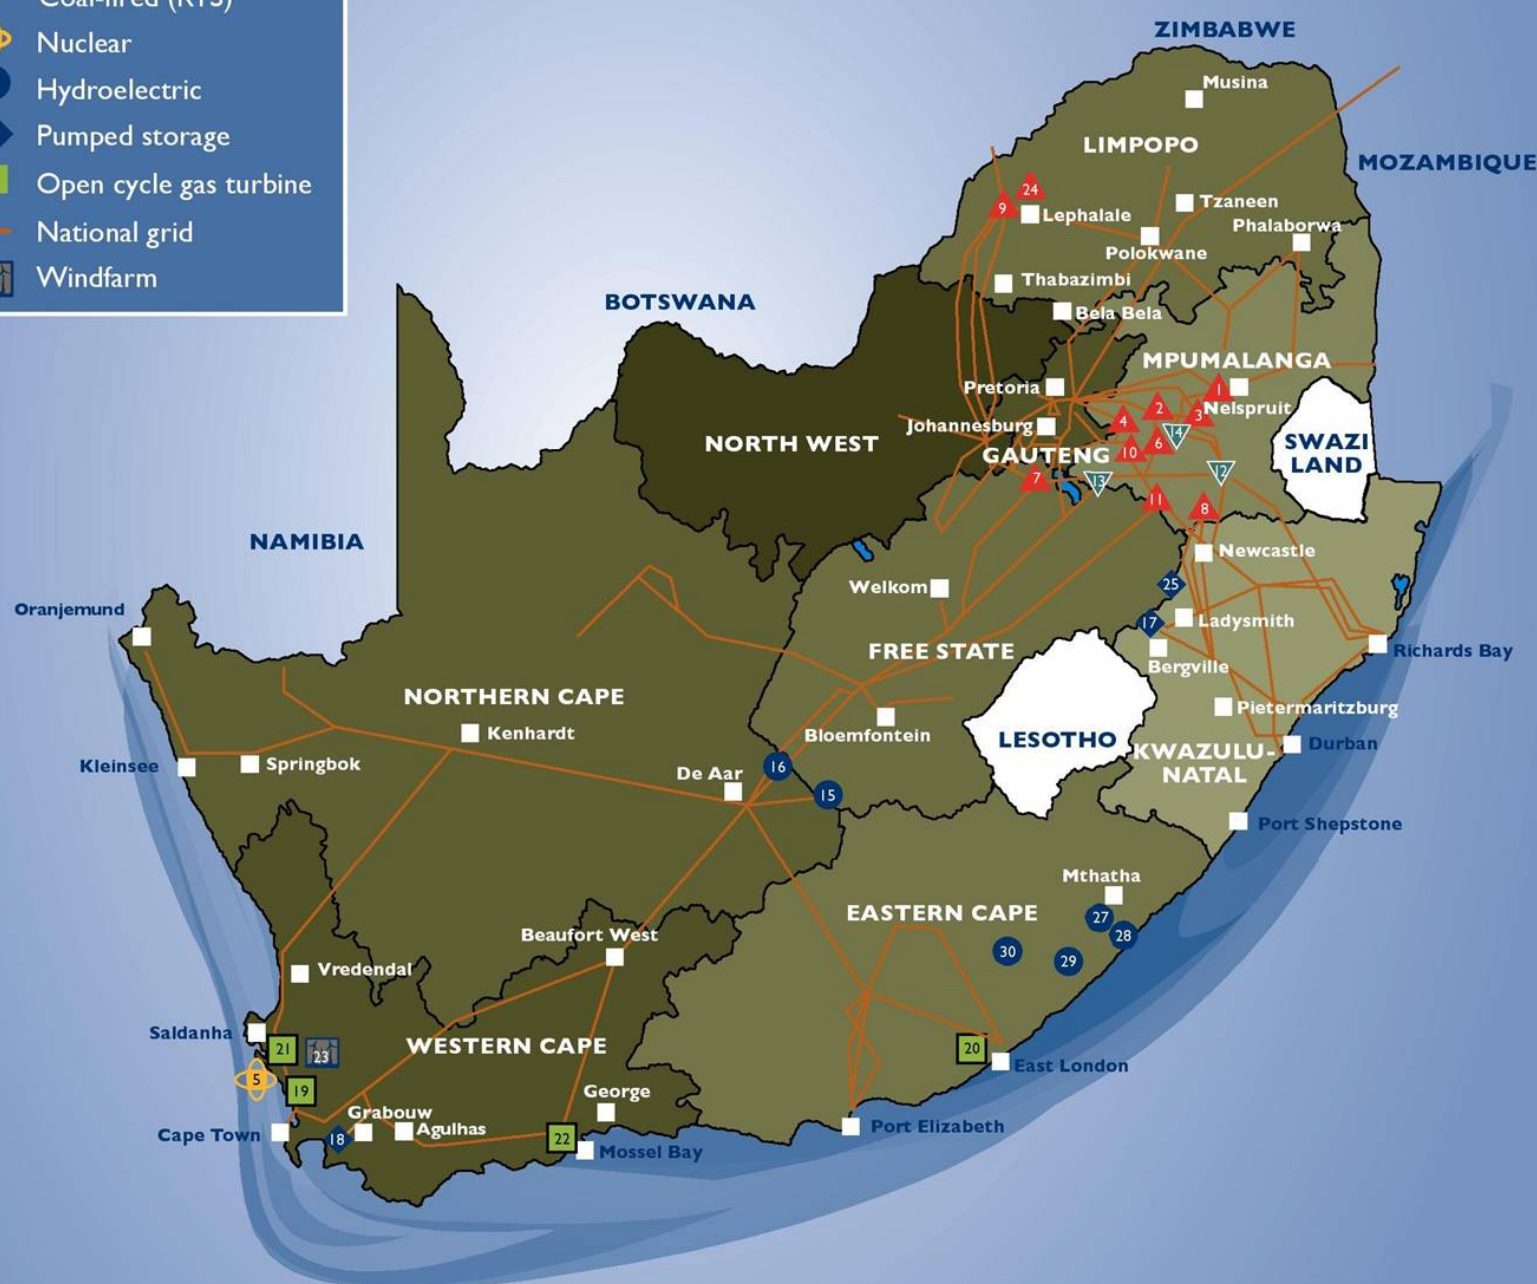 Coal-fired (RTS)
Nuclear
Hydroelectric
Pumped storage
Open cycle gas turbine
National grid
Windfarm
ZIMBABWE
Musina
LIMPOPO
MOZAMBIQUE
24
9
Lephalale
Tzaneen
Phalaborwa
Polokwane
Thabazimbi
BOTSWANA
Bela Bela
MPUMALANGA
Pretoria
1
2
3
Nelspruit
4
14
Johannesburg
NORTH WEST
GAUTENG
10
6
SWAZI
LAND
7
13
12
11
8
NAMIBIA
Newcastle
Welkom
25
Oranjemund
17
Ladysmith
FREE STATE
Richards Bay
Bergville
NORTHERN CAPE
Pietermaritzburg
Kenhardt
Bloemfontein
LESOTHO
Durban
KWAZULU-
NATAL
Kleinsee
Springbok
De Aar
16
15
Port Shepstone
Mthatha
EASTERN CAPE
27
28
Beaufort West
30
29
Vredendal
Saldanha
21
23
WESTERN CAPE
20
East London
5
19
George
Grabouw
Agulhas
Cape Town
18
22
Mossel Bay
Port Elizabeth